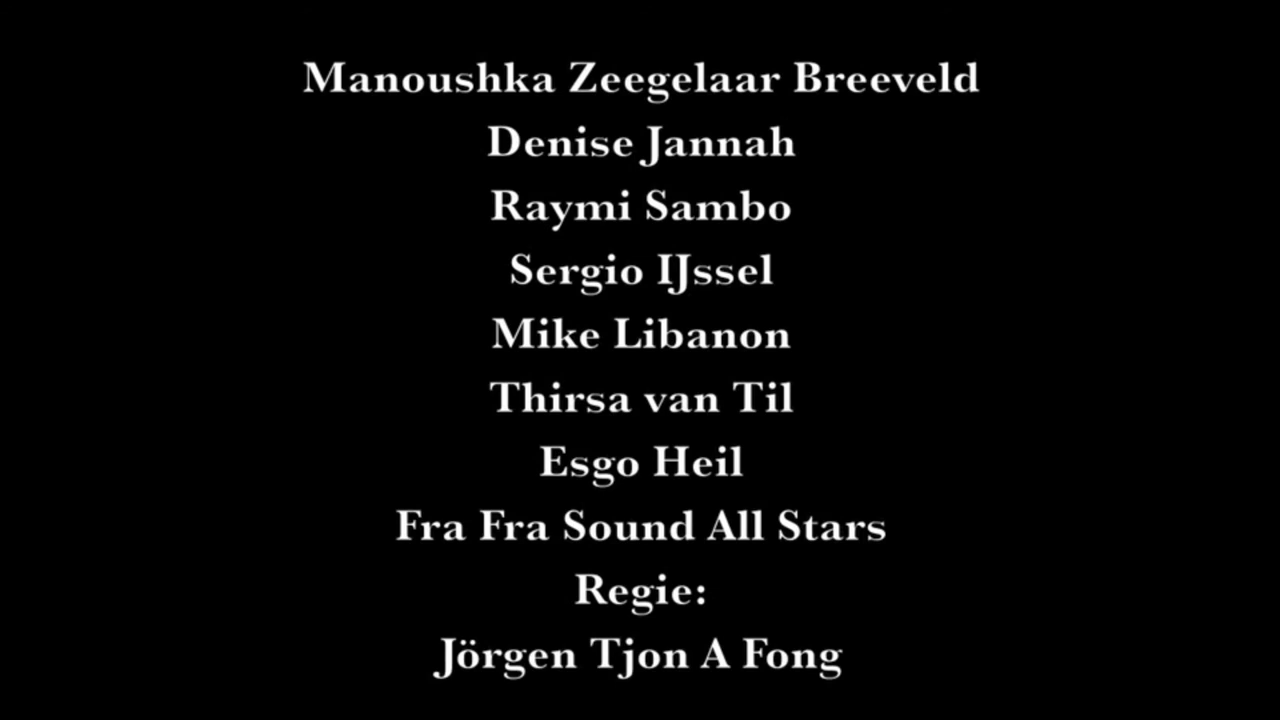 Manoushka Zeegelaar Breeveld
Denise Jannah
Raymi Sambo
Sergio IJssel
Mike Libanon
Thirsa van Til
Esgo Heil
Fra Fra Sound All Stars
Regie:
Jörgen Tjon A Fong